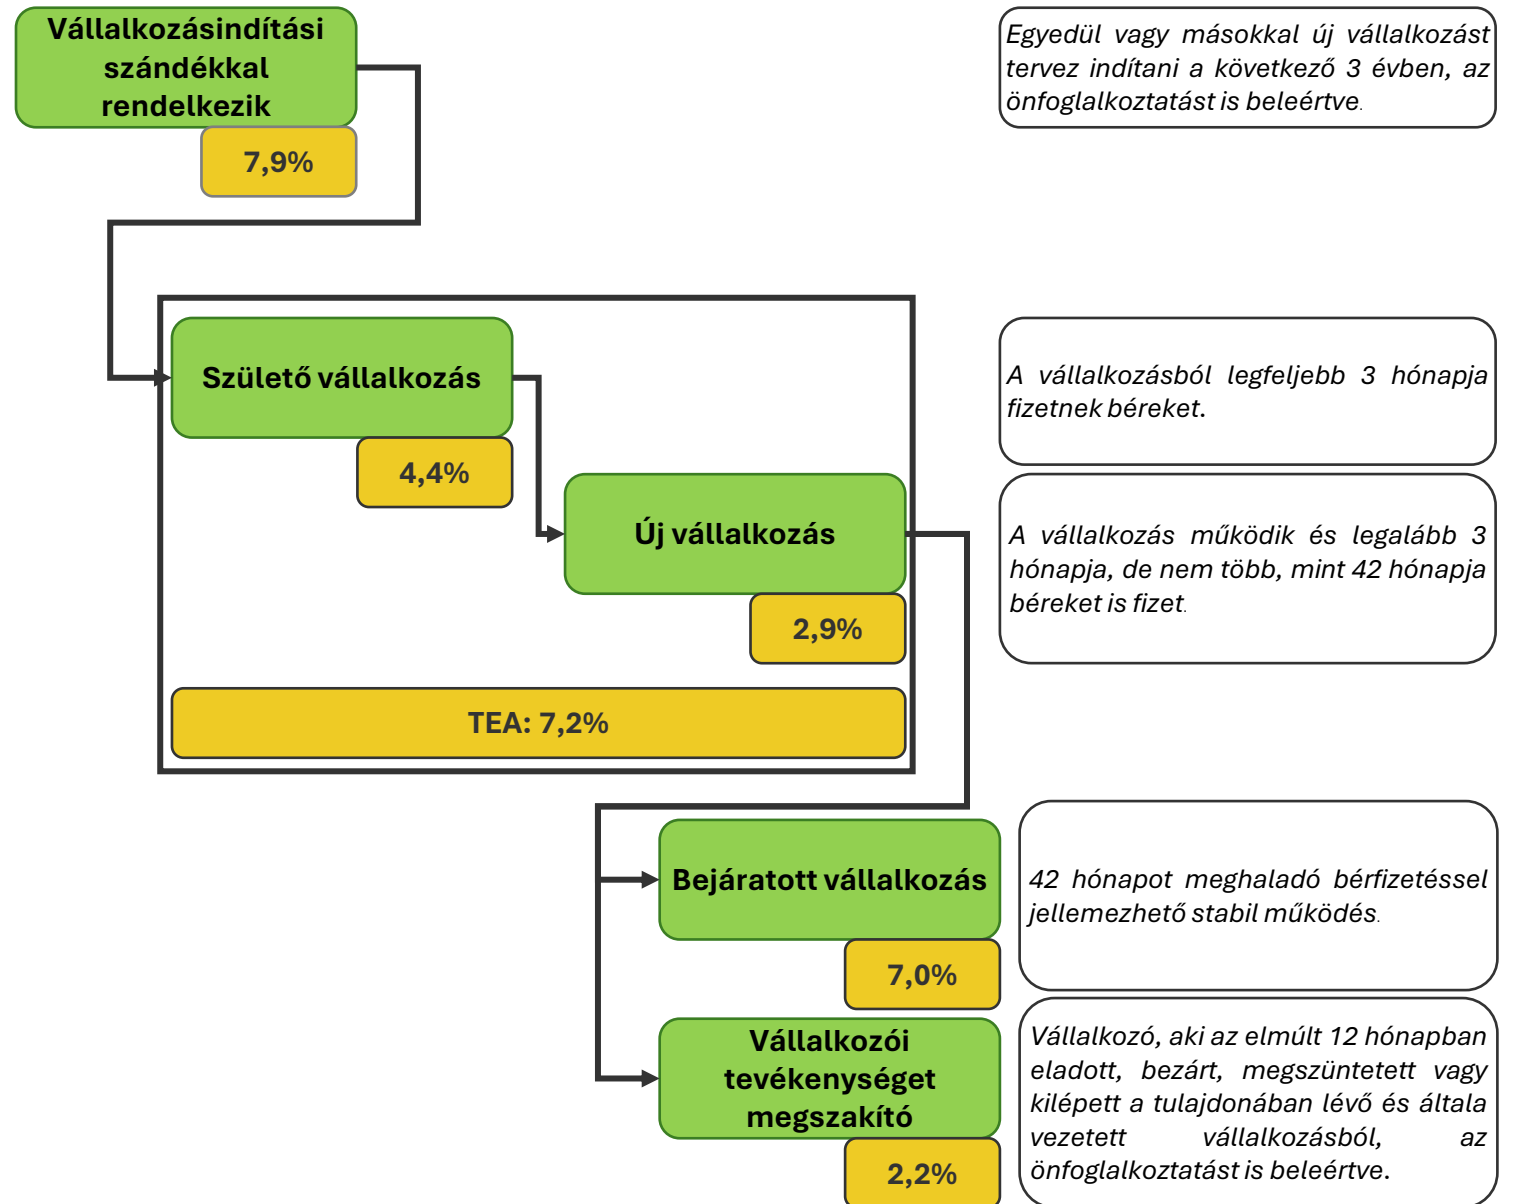 Vállalkozásindítási
szándékkal
rendelkezik
7,9%
Egyedül vagy másokkal új vállalkozást
tervez indítani a következő 3 évben, az
önfoglalkoztatást is beleértve.
Születő vállalkozás
4,4%
A vállalkozásból legfeljebb 3 hónapja
fizetnek béreket.
Új vállalkozás
2,9%
A vállalkozás működik és legalább 3
hónapja, de nem több, mint 42 hónapja
béreket is fizet.
TEA: 7,2%
Bejáratott vállalkozás
7,0%
42 hónapot meghaladó bérfizetéssel
jellemezhető stabil működés.
Vállalkozói
tevékenységet
megszakító
2,2%
Vállalkozó, aki az elmúlt 12 hónapban
eladott, bezárt, megszüntetett vagy
kilépett a tulajdonában lévő és általa
vezetett vállalkozásból, az
önfoglalkoztatást is beleértve.